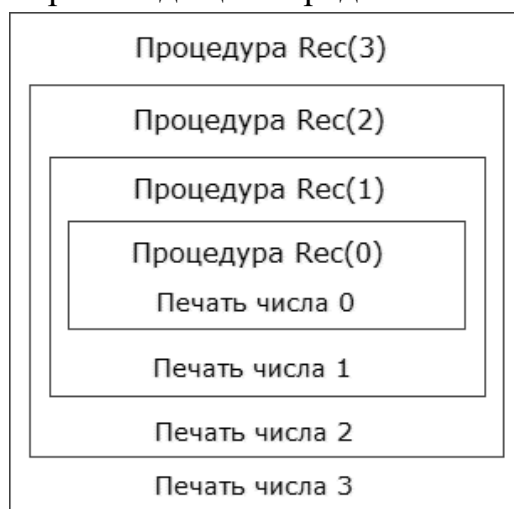 Процедура Rec(3)
Процедура Rec(2)
Процедура Rec(1)
Процедура Rec(0)
Печать числа 0
Печать числа 1
Печать числа 2
Печать числа 3